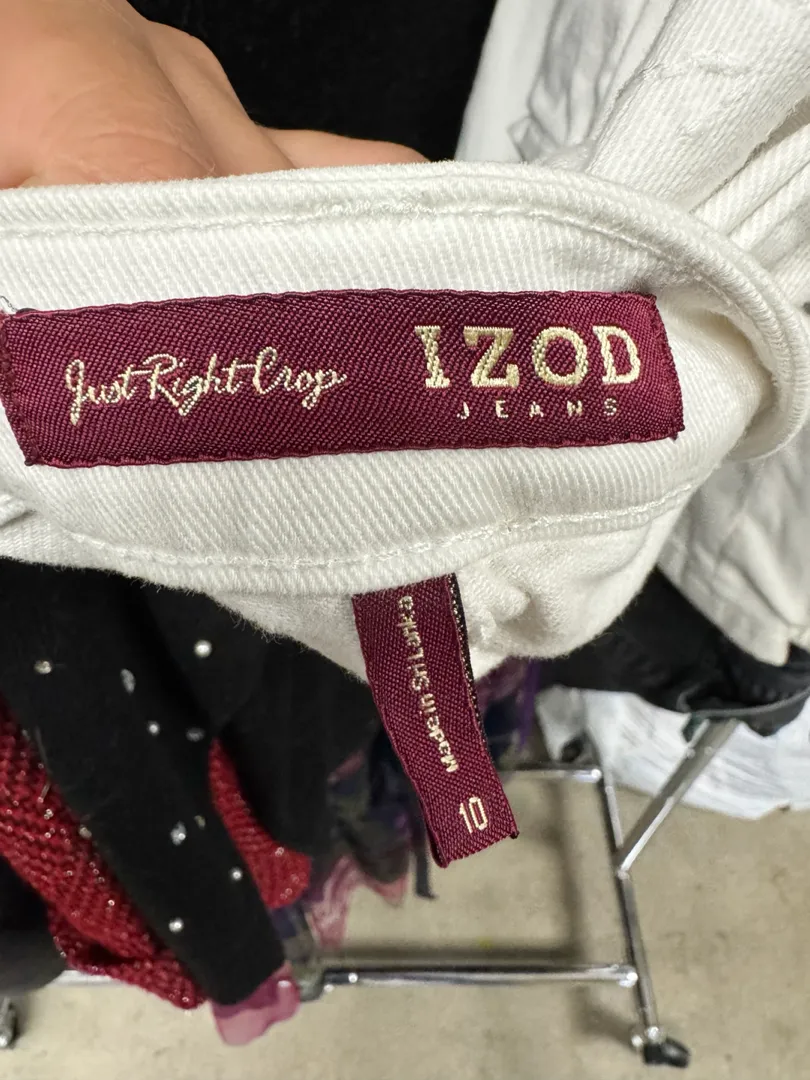 Just Right Crop
IZOD
JEANS
Made in Sri Lanka
10